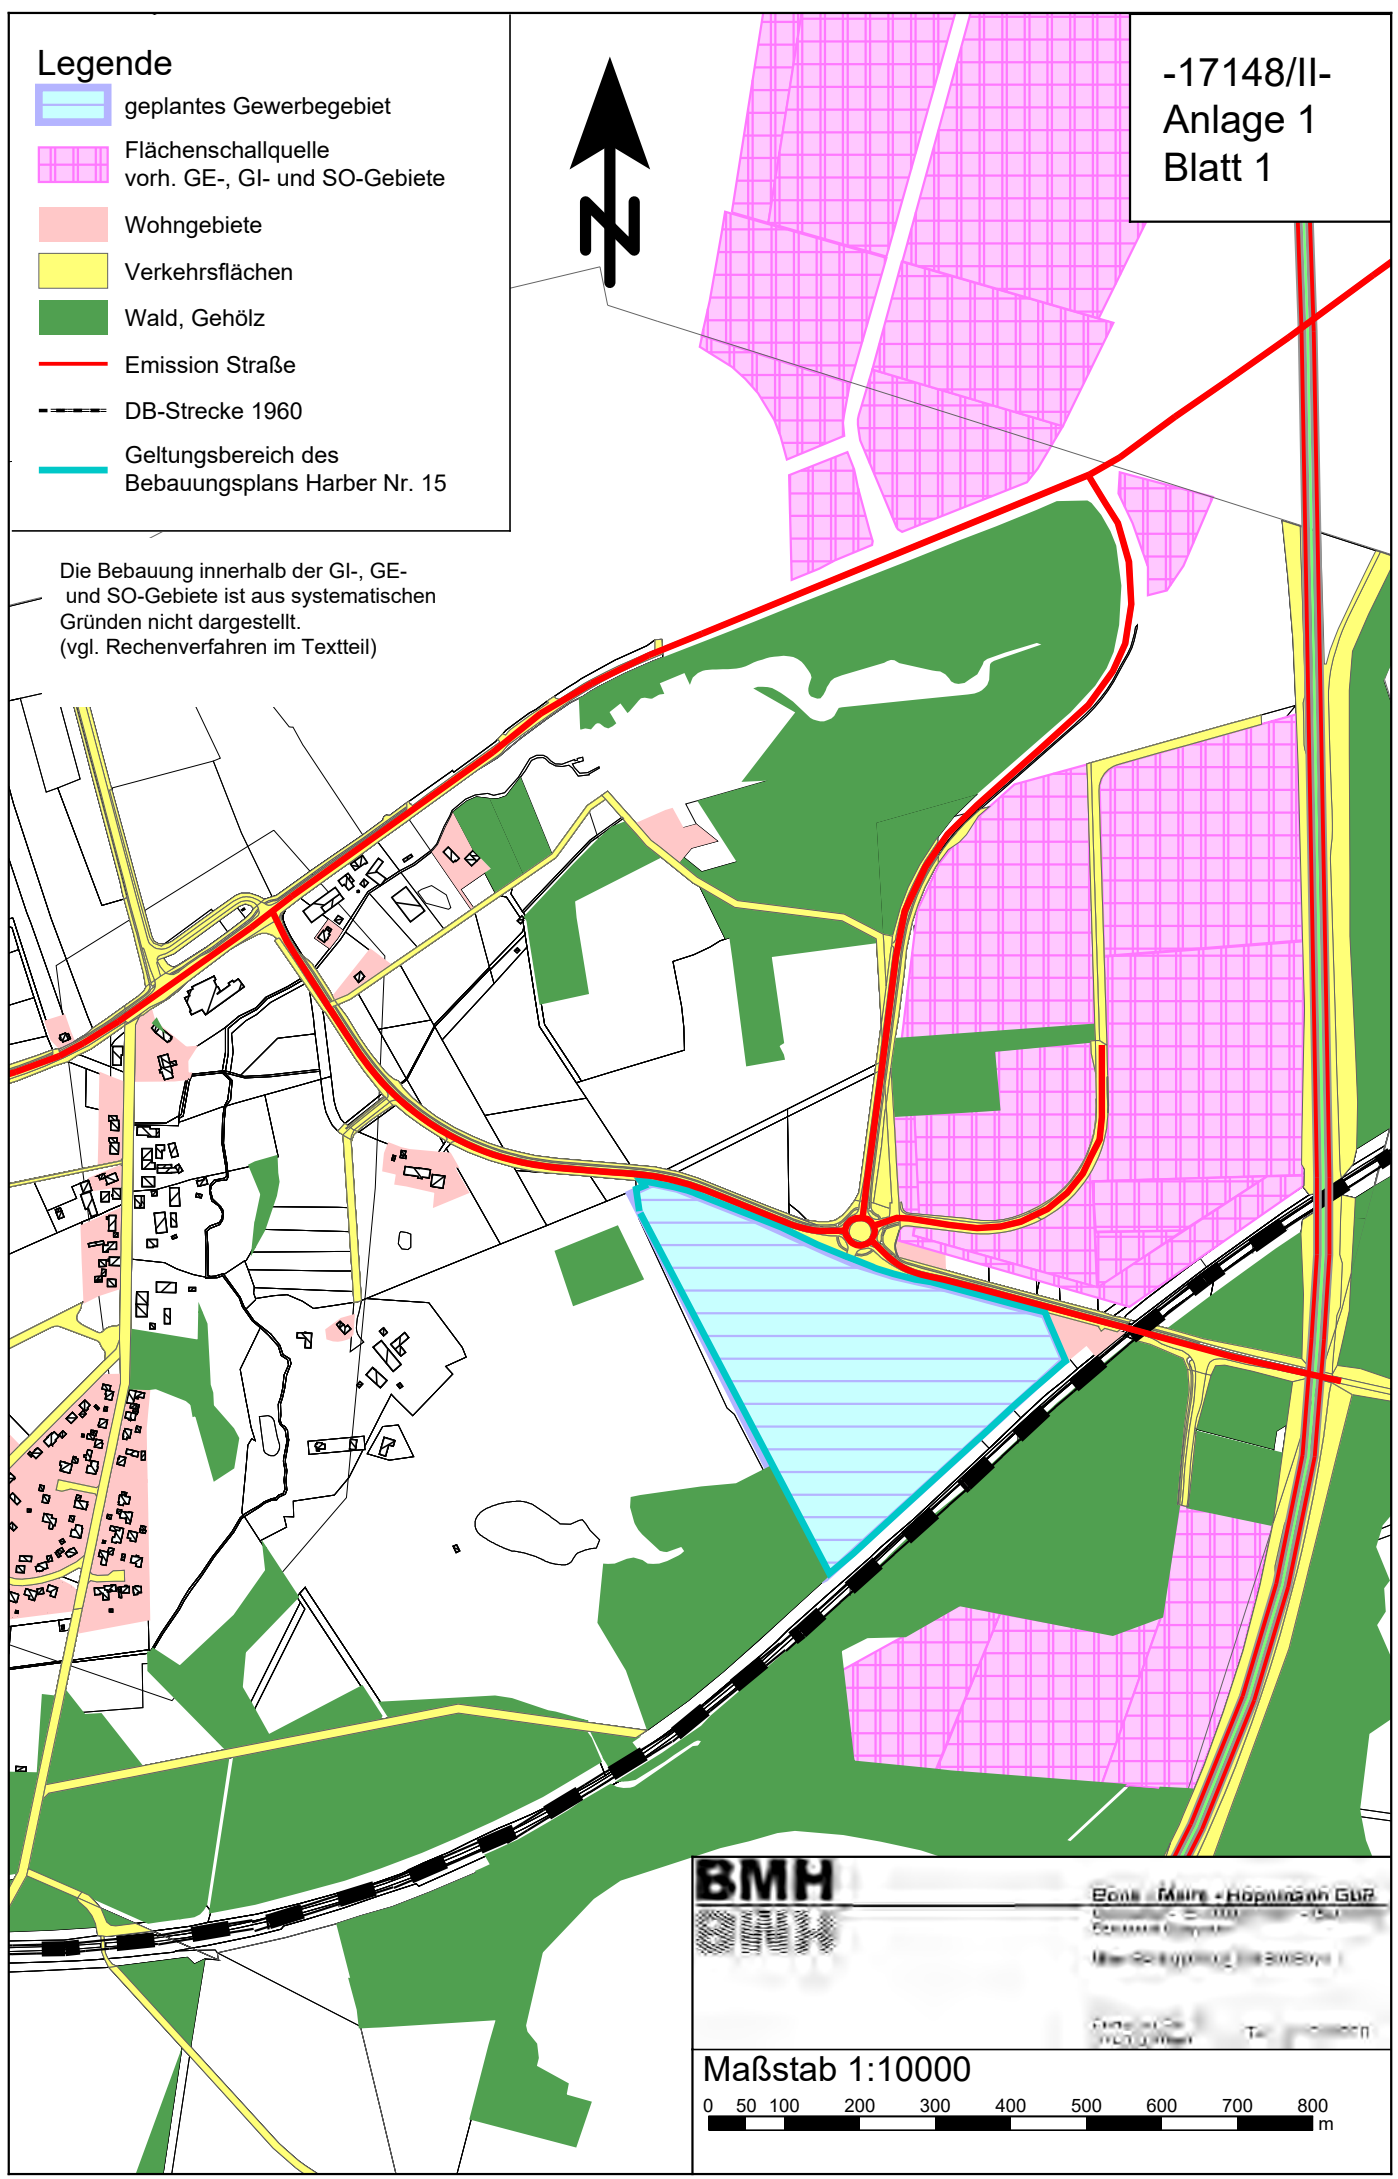 Legende
geplantes Gewerbegebiet
Flächenschallquelle
vorh. GE-, GI- und SO-Gebiete
Wohngebiete
Verkehrsflächen
Wald, Gehölz
Emission Straße
DB-Strecke 1960
Geltungsbereich des
Bebauungsplans Harber Nr. 15
Die Bebauung innerhalb der GI-, GE-
und SO-Gebiete ist aus systematischen
Gründen nicht dargestellt.
(vgl. Rechenverfahren im Textteil)
N
-17148/II-
Anlage 1
Blatt 1
BMH
BMH
Maßstab 1:10000
0 50 100 200 300 400 500 600 700 800
m